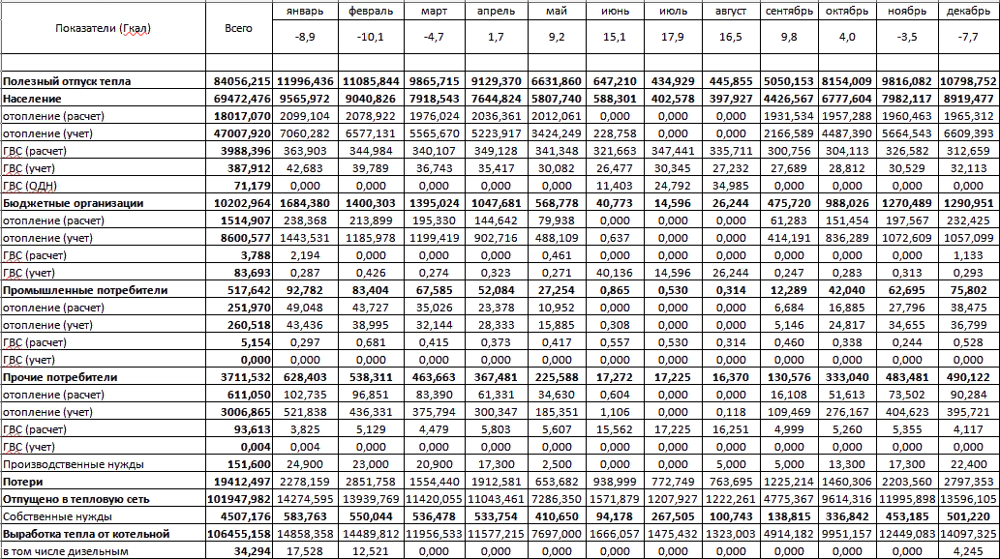 Показатели (Гкал) Всего январь февраль март апрель май июнь июль август сентябрь октябрь ноябрь декабрь
-8,9 -10,1 -4,7 1,7 9,2 15,1 17,9 16,5 9,8 4,0 -3,5 -7,7
Полезный отпуск тепла 84056,215 11996,436 11085,844 9865,715 9129,370 6631,860 647,210 434,929 445,855 5050,153 8154,009 9816,082 10798,752
Население 69472,476 9565,972 9040,826 7918,543 7644,824 5807,740 588,301 402,578 397,927 4426,567 6777,604 7982,117 8919,477
отопление (расчет) 18017,070 2099,104 2078,922 1976,024 2036,361 2012,061 0,000 0,000 0,000 1931,534 1957,288 1960,463 1965,312
отопление (учет) 47007,920 7060,282 6577,131 5565,670 5223,917 3424,249 228,758 0,000 0,000 2166,589 4487,390 5664,543 6609,393
ГВС (расчет) 3988,396 363,903 344,984 340,107 349,128 341,348 321,663 347,441 335,711 300,756 304,113 326,582 312,659
ГВС (учет) 387,912 42,683 39,789 36,743 35,417 30,082 26,477 30,345 27,232 27,689 28,812 30,529 32,113
ГВС (ОДН) 71,179 0,000 0,000 0,000 0,000 0,000 11,403 24,792 34,985 0,000 0,000 0,000 0,000
Бюджетные организации 10202,964 1684,380 1400,303 1395,024 1047,681 568,778 40,773 14,596 26,244 475,720 988,026 1270,489 1290,951
отопление (расчет) 1514,907 238,368 213,899 195,330 144,642 79,938 0,000 0,000 0,000 61,283 151,454 197,567 232,425
отопление (учет) 8600,577 1443,531 1185,978 1199,419 902,716 488,109 0,637 0,000 0,000 414,191 836,289 1072,609 1057,099
ГВС (расчет) 3,788 2,194 0,000 0,000 0,000 0,461 0,000 0,000 0,000 0,000 0,000 0,000 1,133
ГВС (учет) 83,693 0,287 0,426 0,274 0,323 0,271 40,136 14,596 26,244 0,247 0,283 0,313 0,293
Промышленные потребители 517,642 92,782 83,404 67,585 52,084 27,254 0,865 0,530 0,314 12,289 42,040 62,695 75,802
отопление (расчет) 251,970 49,048 43,727 35,026 23,378 10,952 0,000 0,000 0,000 6,684 16,885 27,796 38,475
отопление (учет) 260,518 43,436 38,995 32,144 28,333 15,885 0,308 0,000 0,000 5,146 24,817 34,655 36,799
ГВС (расчет) 5,154 0,297 0,681 0,415 0,373 0,417 0,557 0,530 0,314 0,460 0,338 0,244 0,528
ГВС (учет) 0,000 0,000 0,000 0,000 0,000 0,000 0,000 0,000 0,000 0,000 0,000 0,000 0,000
Прочие потребители 3711,532 628,403 538,311 463,663 367,481 225,588 17,272 17,225 16,370 130,576 333,040 483,481 490,122
отопление (расчет) 611,050 102,735 96,851 83,390 61,331 34,630 0,604 0,000 0,000 16,108 51,613 73,502 90,284
отопление (учет) 3006,865 521,838 436,331 375,794 300,347 185,351 1,106 0,000 0,118 109,469 276,167 404,623 395,721
ГВС (расчет) 93,613 3,825 5,129 4,479 5,803 5,607 15,562 17,225 16,251 4,999 5,260 5,355 4,117
ГВС (учет) 0,004 0,004 0,000 0,000 0,000 0,000 0,000 0,000 0,000 0,000 0,000 0,000 0,000
Производственные нужды 151,600 24,900 23,000 20,900 17,300 2,500 0,000 0,000 5,000 5,000 13,300 17,300 22,400
Потери 19412,497 2278,159 2851,758 1554,440 1912,581 653,682 938,999 772,749 763,695 1225,214 1460,306 2203,560 2797,353
Отпущено в тепловую сеть 101947,982 14274,595 13939,769 11420,055 11043,461 7286,350 1571,879 1207,927 1222,261 4775,367 9614,316 11995,898 13596,105
Собственные нужды 4507,176 583,763 550,044 536,478 533,754 410,650 94,178 267,505 100,743 138,815 336,842 453,185 501,220
Выработка тепла от котельной 106455,158 14858,358 14489,812 11956,533 11577,215 7697,000 1666,057 1475,432 1323,003 4914,182 9951,157 12449,083 14097,325
в том числе дизельным 34,294 17,528 12,521 0,000 0,000 0,000 0,000 0,000 0,000 0,000 0,000 0,000 4,245